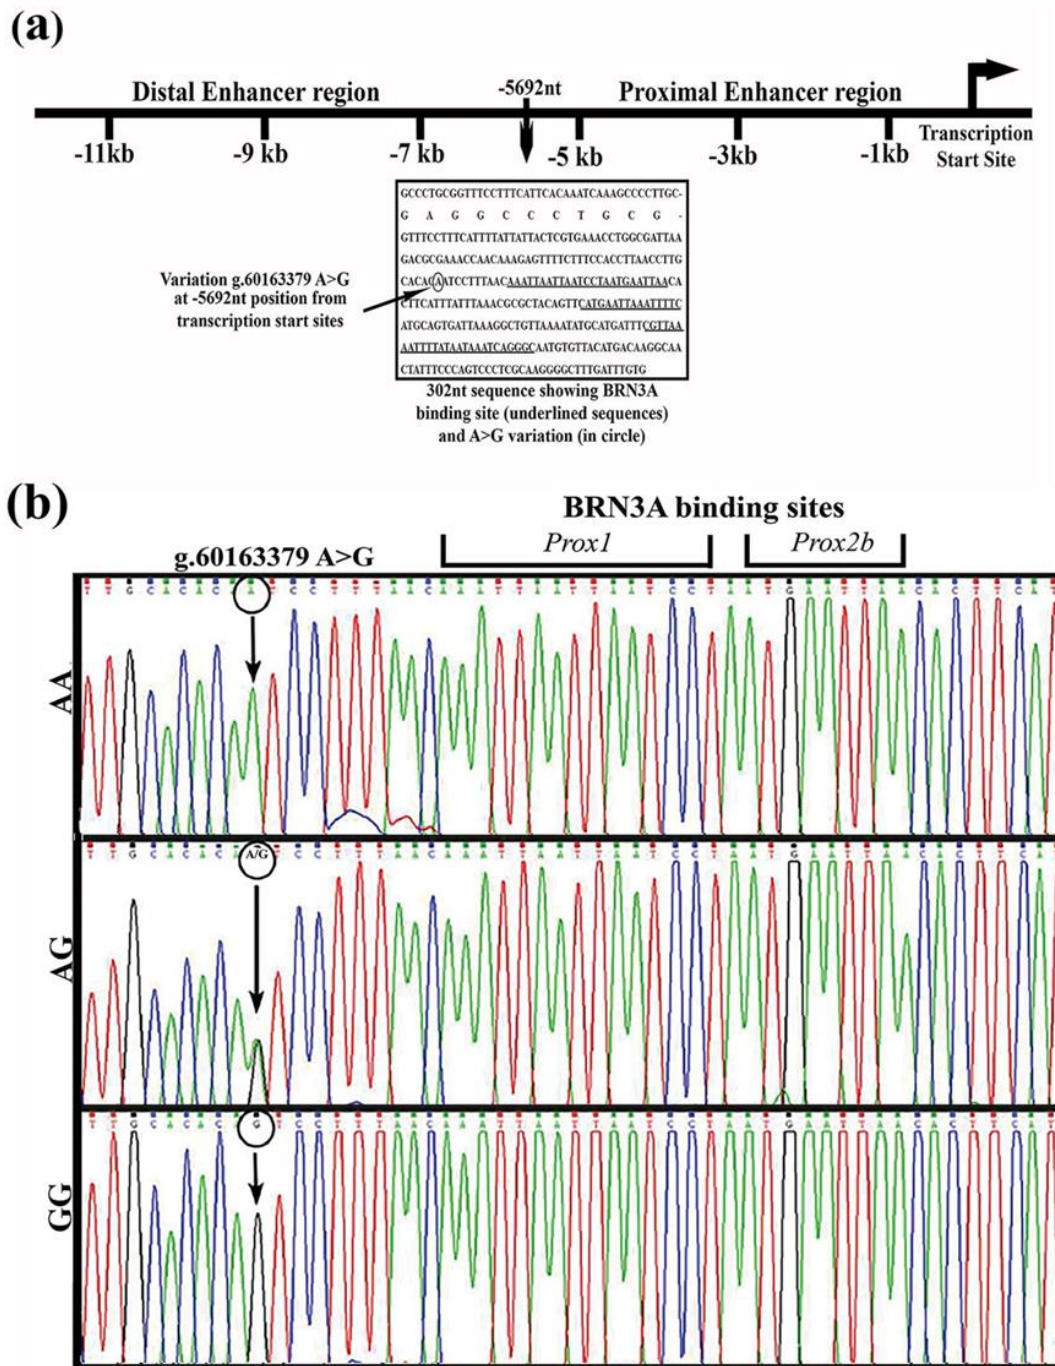 (a)
Distal Enhancer region
-5692nt
Proximal Enhancer region
-11kb
-9 kb
-7 kb
-5 kb
-3kb
-1kb
Transcription
Start Site
GCCCTGCGGTTTCCTTTCATTCACAAATCAAAGCCCCTTGC-
G A G G C C C T G C G -
GTTTCCTTTCATTTTATTATTACTCGTGAAACCTGGCGATTAA
GACGCGAAACCAACAAAGAGTTTTCTTTCCACCTTAACCTTG
CACACAATCCTTTAACAAATTAATTAATCCTAATGAATTAACA
CTTCATTTATTTAAACGCGCTACAGTTCATGAATTAAATTTTC
ATGCAGTGATTAAAGGCTGTTAAAATATGCATGATTTCGTTAA
AATTTTATAATAAATCAGGGCAATGTGTTACATGACAAGGCAA
CTATTTCCCAGTCCCTCGCAAGGGGCTTTGATTTGTG
Variation g.60163379 A>G
at -5692nt position from
transcription start sites
302nt sequence showing BRN3A
binding site (underlined sequences)
and A>G variation (in circle)
(b)
BRN3A binding sites
g.60163379 A>G
Prox1
Prox2b
T T G C A C A C A A T C C T T T A A C A A A T T A A T T A A T C C T A A T G A A T T A A C A C T T C A T
AA
T T G C A C A C A A/G T C C T T T A A C A A A T T A A T T A A T C C T A A T G A A T T A A C A C T T C A T
AG
T T G C A C A C A G T C C T T T A A C A A A T T A A T T A A T C C T A A T G A A T T A A C A C T T C A T
GG